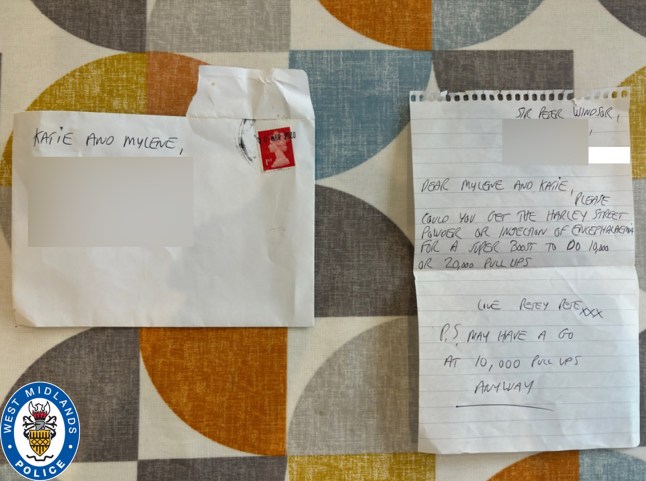 KATIE AND MYLENE,
1st
SIR PETER WINDSOR,
DEAR MYLENE AND KATIE,
PLEASE
COULD YOU GET THE HARLEY STREET
POWDER OR INJECTION OF
FOR A SUPER BOOST TO DO 10,000
OR 20,000 PULL UPS
LOVE PETEY PETE xxx
P.S. MAY HAVE A GO
AT 10,000 PULL UPS
ANYWAY
WEST MIDLANDS
POLICE